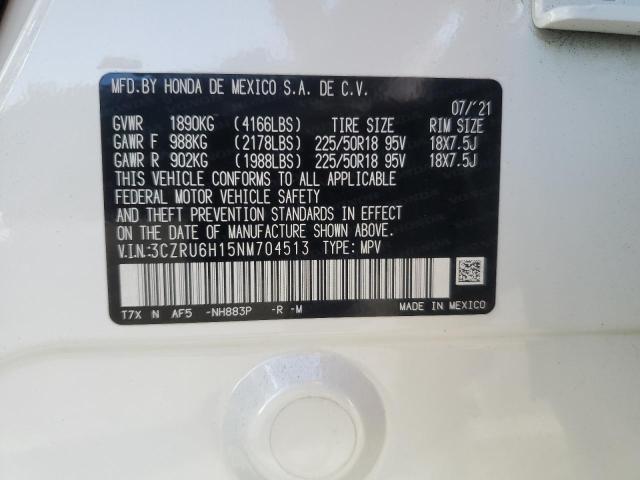 MFD.BY HONDA DE MEXICO S.A. DE C.V.
07/'21
GVWR 1890KG (4166LBS) TIRE SIZE RIM SIZE
GAWR F 988KG (2178LBS) 225/50R18 95V 18X7.5J
GAWR R 902KG (1988LBS) 225/50R18 95V 18X7.5J
THIS VEHICLE CONFORMS TO ALL APPLICABLE
FEDERAL MOTOR VEHICLE SAFETY
AND THEFT PREVENTION STANDARDS IN EFFECT
ON THE DATE OF MANUFACTURE SHOWN ABOVE.
V.I.N.:3CZRU6H15NM704513 TYPE: MPV
T7X N AF5 -NH883P -R -M MADE IN MEXICO